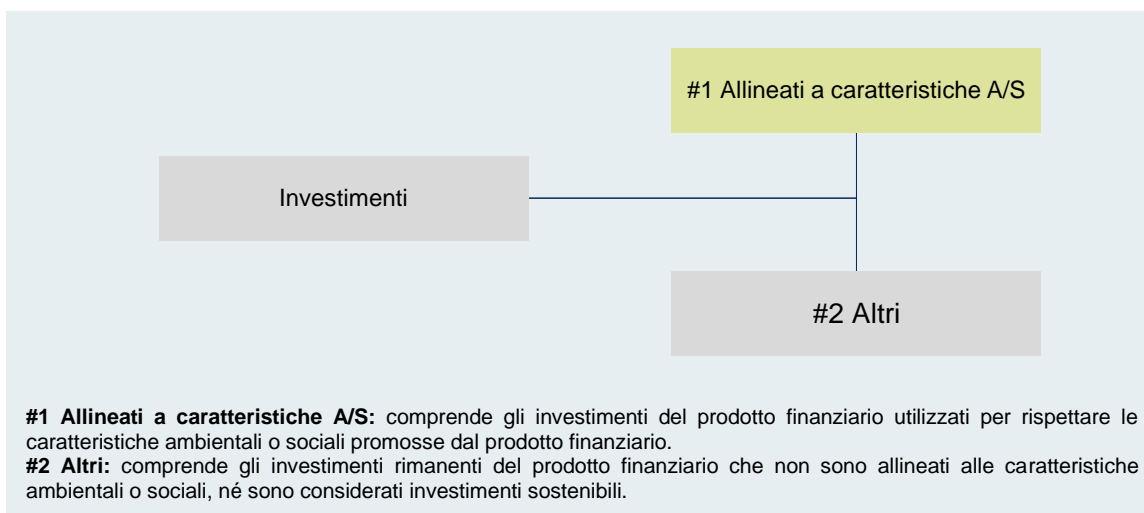 #1 Allineati a caratteristiche A/S
Investimenti
#2 Altri
#1 Allineati a caratteristiche A/S: comprende gli investimenti del prodotto finanziario utilizzati per rispettare le
caratteristiche ambientali o sociali promosse dal prodotto finanziario.
#2 Altri: comprende gli investimenti rimanenti del prodotto finanziario che non sono allineati alle caratteristiche
ambientali o sociali, né sono considerati investimenti sostenibili.